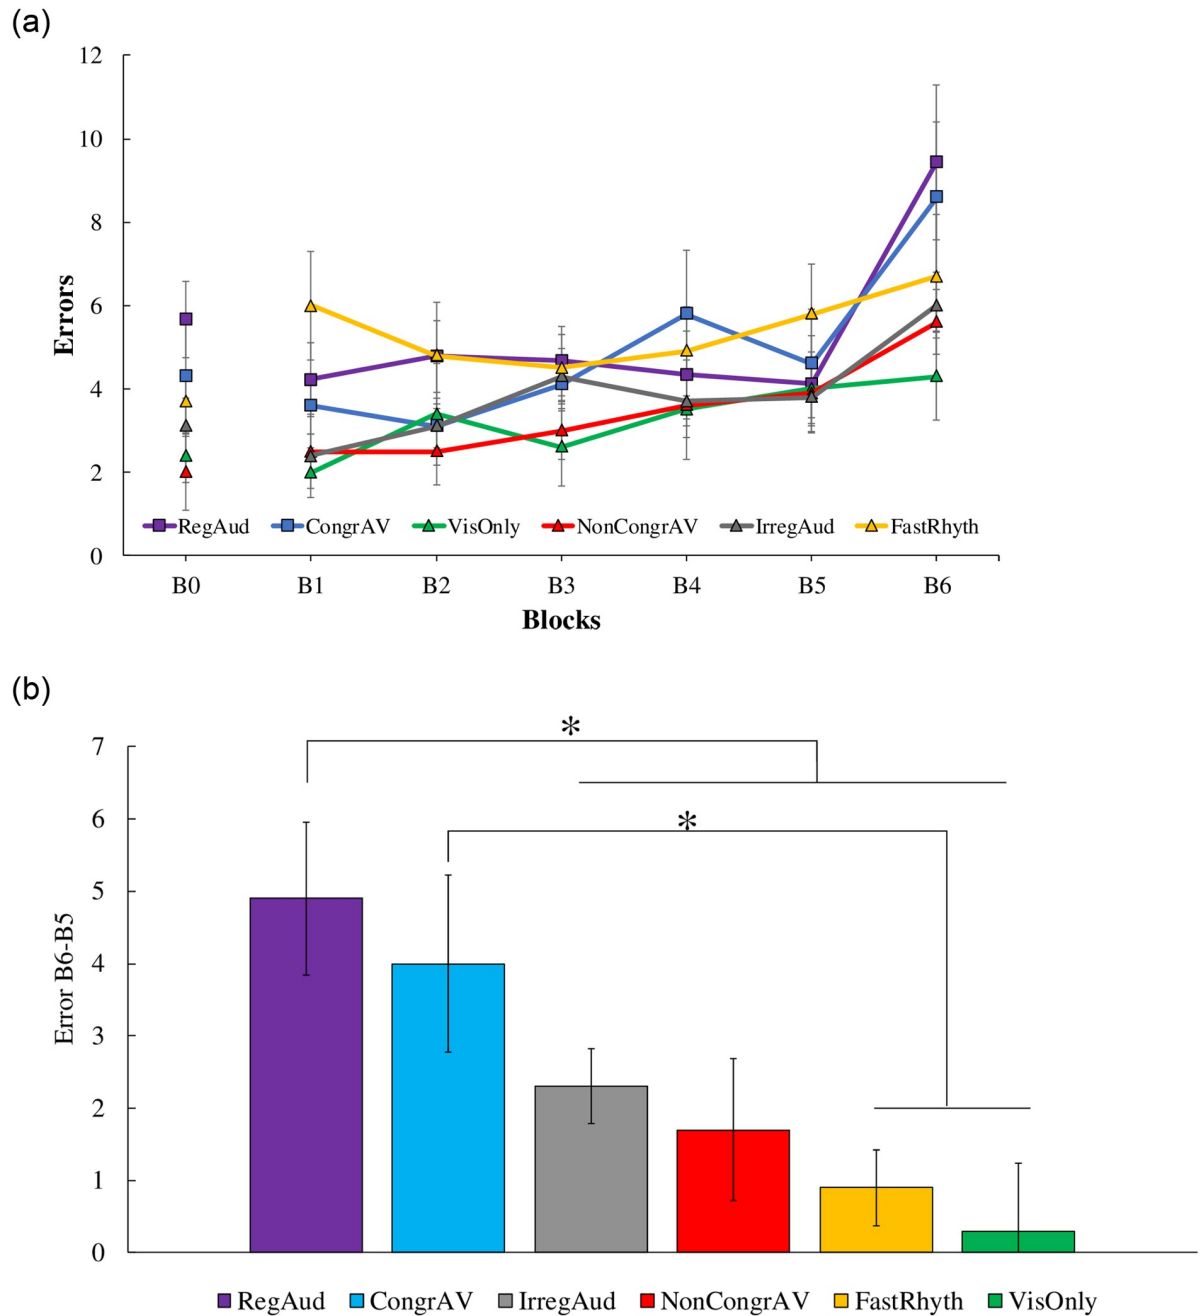 (a)
12
10
8
6
4
2
0
Errors
RegAud CongrAV VisOnly NonCongrAV IrregAud FastRhyth
B0 B1 B2 B3 B4 B5 B6
Blocks
(b)
7
6
5
4
3
2
1
0
Error B6-B5
*
*
RegAud CongrAV IrregAud NonCongrAV FastRhyth VisOnly